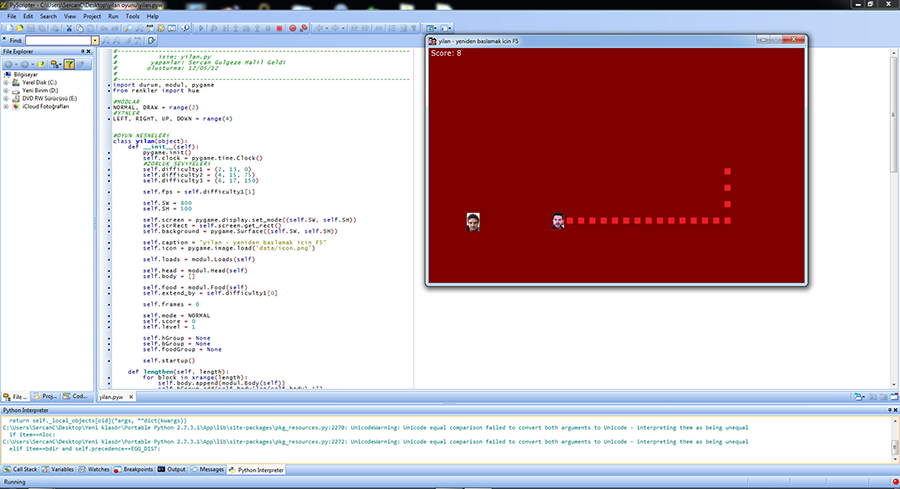 PyScripter - C:\Users\SercanC\Desktop\yilan oyunu\yilan.pyw
File Edit Search View Project Run Tools Help
Find:
File Explorer
Bilgisayar
Yerel Disk (C:)
Yeni Birim (D:)
DVD RW Sürücüsü (E:)
iCloud Fotoğrafları
#---
# isim: yilan.py
# yapanlar: Sercan Gulgeze Halil Geldi
# olusturma: 12/05/12
#
#---
import durum, modul, pygame
from renkler import hue
#MODLAR
NORMAL, DRAW = range(2)
LEFT, RIGHT, UP, DOWN = range(4)
#OYUN NESNELERİ
class yilan(object):
def __init__(self):
pygame.init()
self.clock = pygame.time.Clock()
#ZORLUK SEVİYELERİ
self.difficulty1 = (2, 13, 0)
self.difficulty2 = (4, 15, 75)
self.difficulty3 = (6, 17, 150)
self.fps = self.difficulty1[1]
self.SW = 800
self.SH = 500
self.screen = pygame.display.set_mode((self.SW, self.SH))
self.scrRect = self.screen.get_rect()
self.background = pygame.Surface((self.SW, self.SH))
self.caption = "yilan - yeniden baslamak icin F5"
self.icon = pygame.image.load('data/icon.png')
self.loads = modul.Loads(self)
self.head = modul.Head(self)
self.body = []
self.food = modul.Food(self)
self.extend_by = self.difficulty1[0]
self.frames = 0
self.mode = NORMAL
self.score = 0
self.level = 1
self.hGroup = None
self.bGroup = None
self.foodGroup = None
self.startup()
def lengthen(self, length):
for block in xrange(length):
self.body.append(modul.Body(self))
yilan - yeniden baslamak icin F5
Score: 8
File ... Proj... Cod... yilan.pyw
Python Interpreter
return self._local_objects[oid](*args, **dict(kwargs))
C:\Users\SercanC\Desktop\Yeni klasör\Portable Python 2.7.3.1\App\lib\site-packages\pkg_resources.py:2270: UnicodeWarning: Unicode equal comparison failed to convert both arguments to Unicode - interpreting them as being unequal
if item==nloc:
C:\Users\SercanC\Desktop\Yeni klasör\Portable Python 2.7.3.1\App\lib\site-packages\pkg_resources.py:2272: UnicodeWarning: Unicode equal comparison failed to convert both arguments to Unicode - interpreting them as being unequal
elif item==bdir and self.precedence==EGG_DIST:
Call Stack Variables Watches Breakpoints Output Messages Python Interpreter
Running